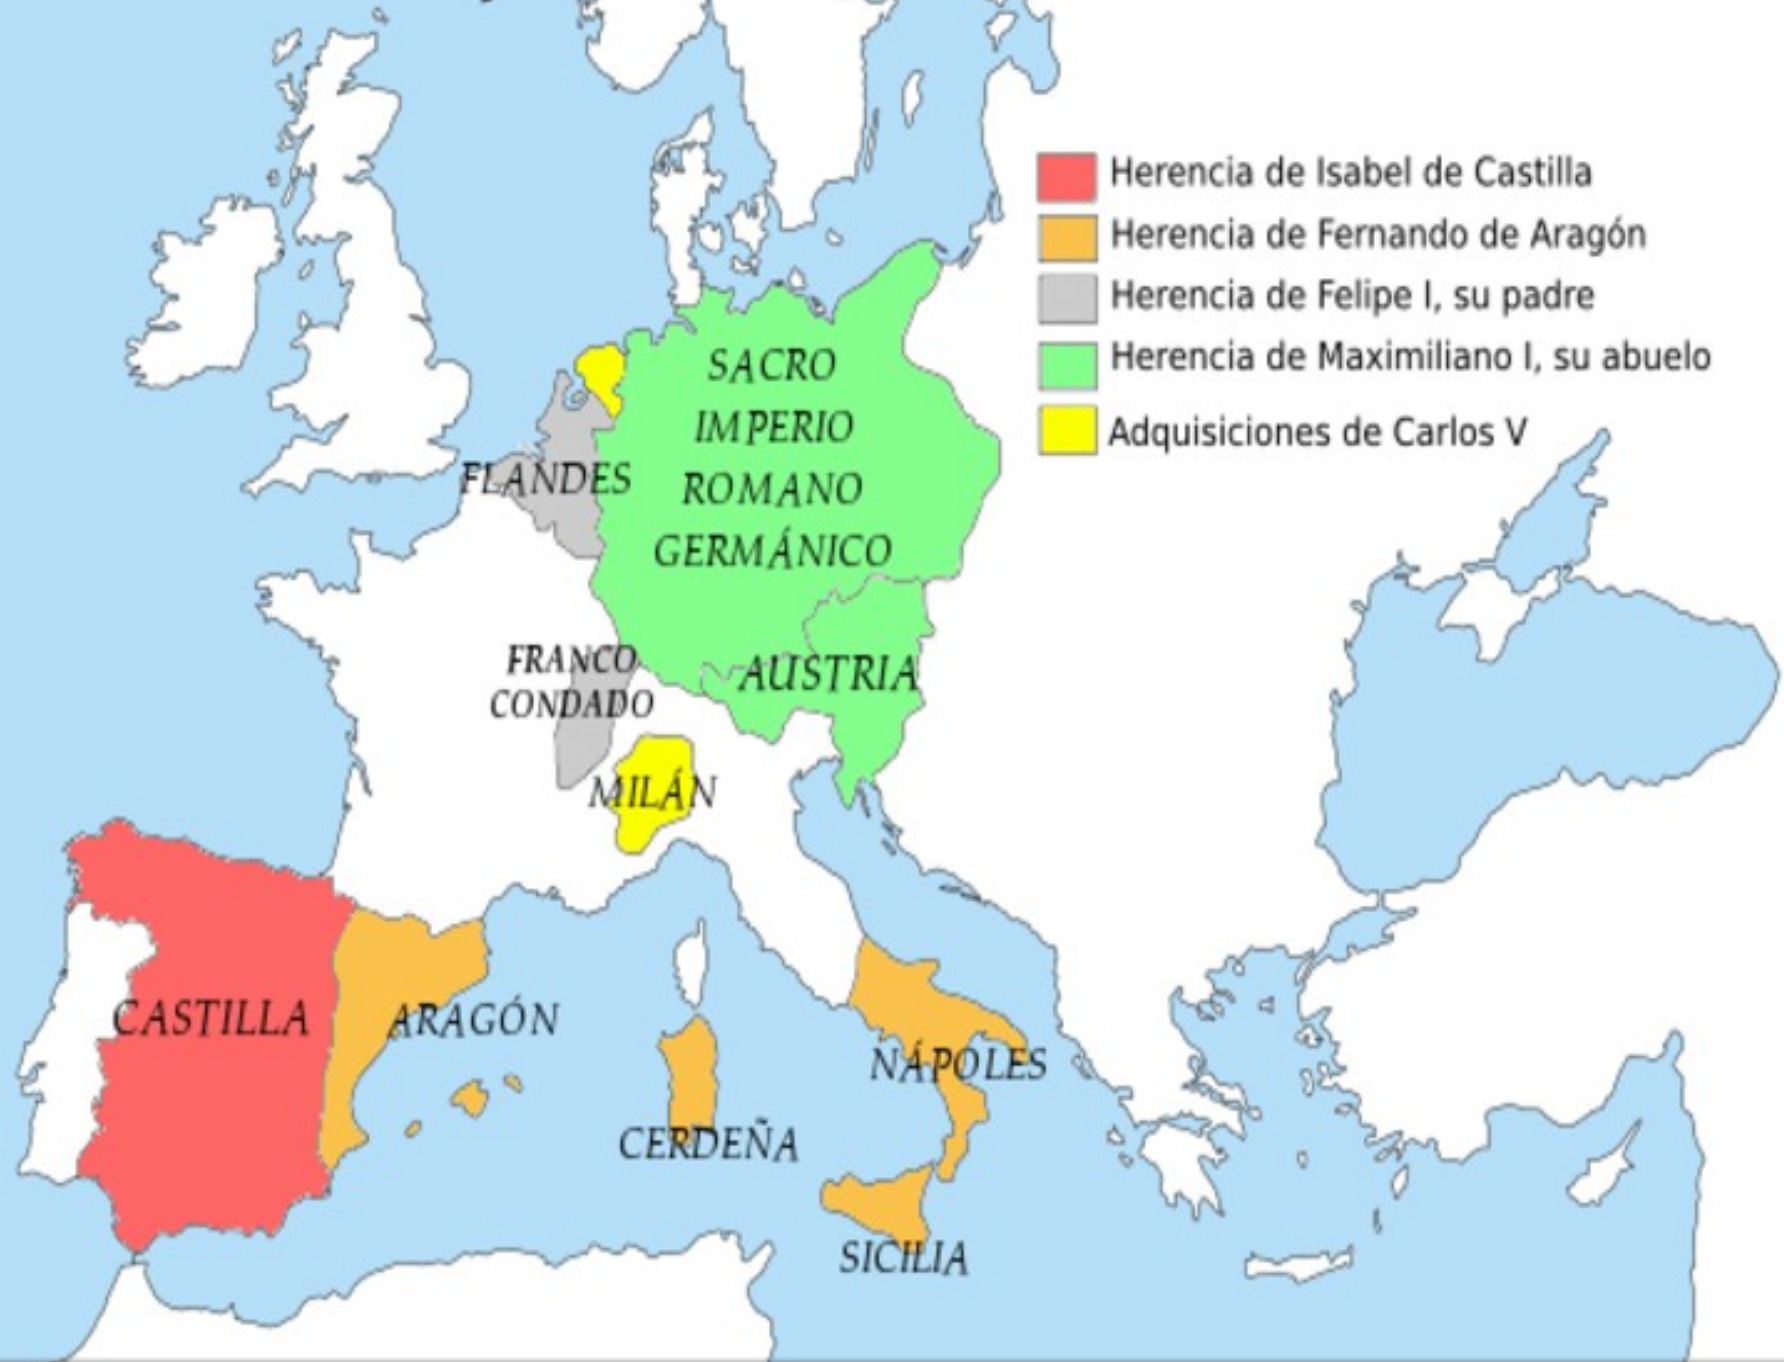 Herencia de Isabel de Castilla
Herencia de Fernando de Aragón
Herencia de Felipe I, su padre
Herencia de Maximiliano I, su abuelo
Adquisiciones de Carlos V
SACRO
IMPERIO
ROMANO
GERMÁNICO
FLANDES
FRANCO
CONDADO
AUSTRIA
MILÁN
CASTILLA
ARAGÓN
NÁPOLES
CERDEÑA
SICILIA